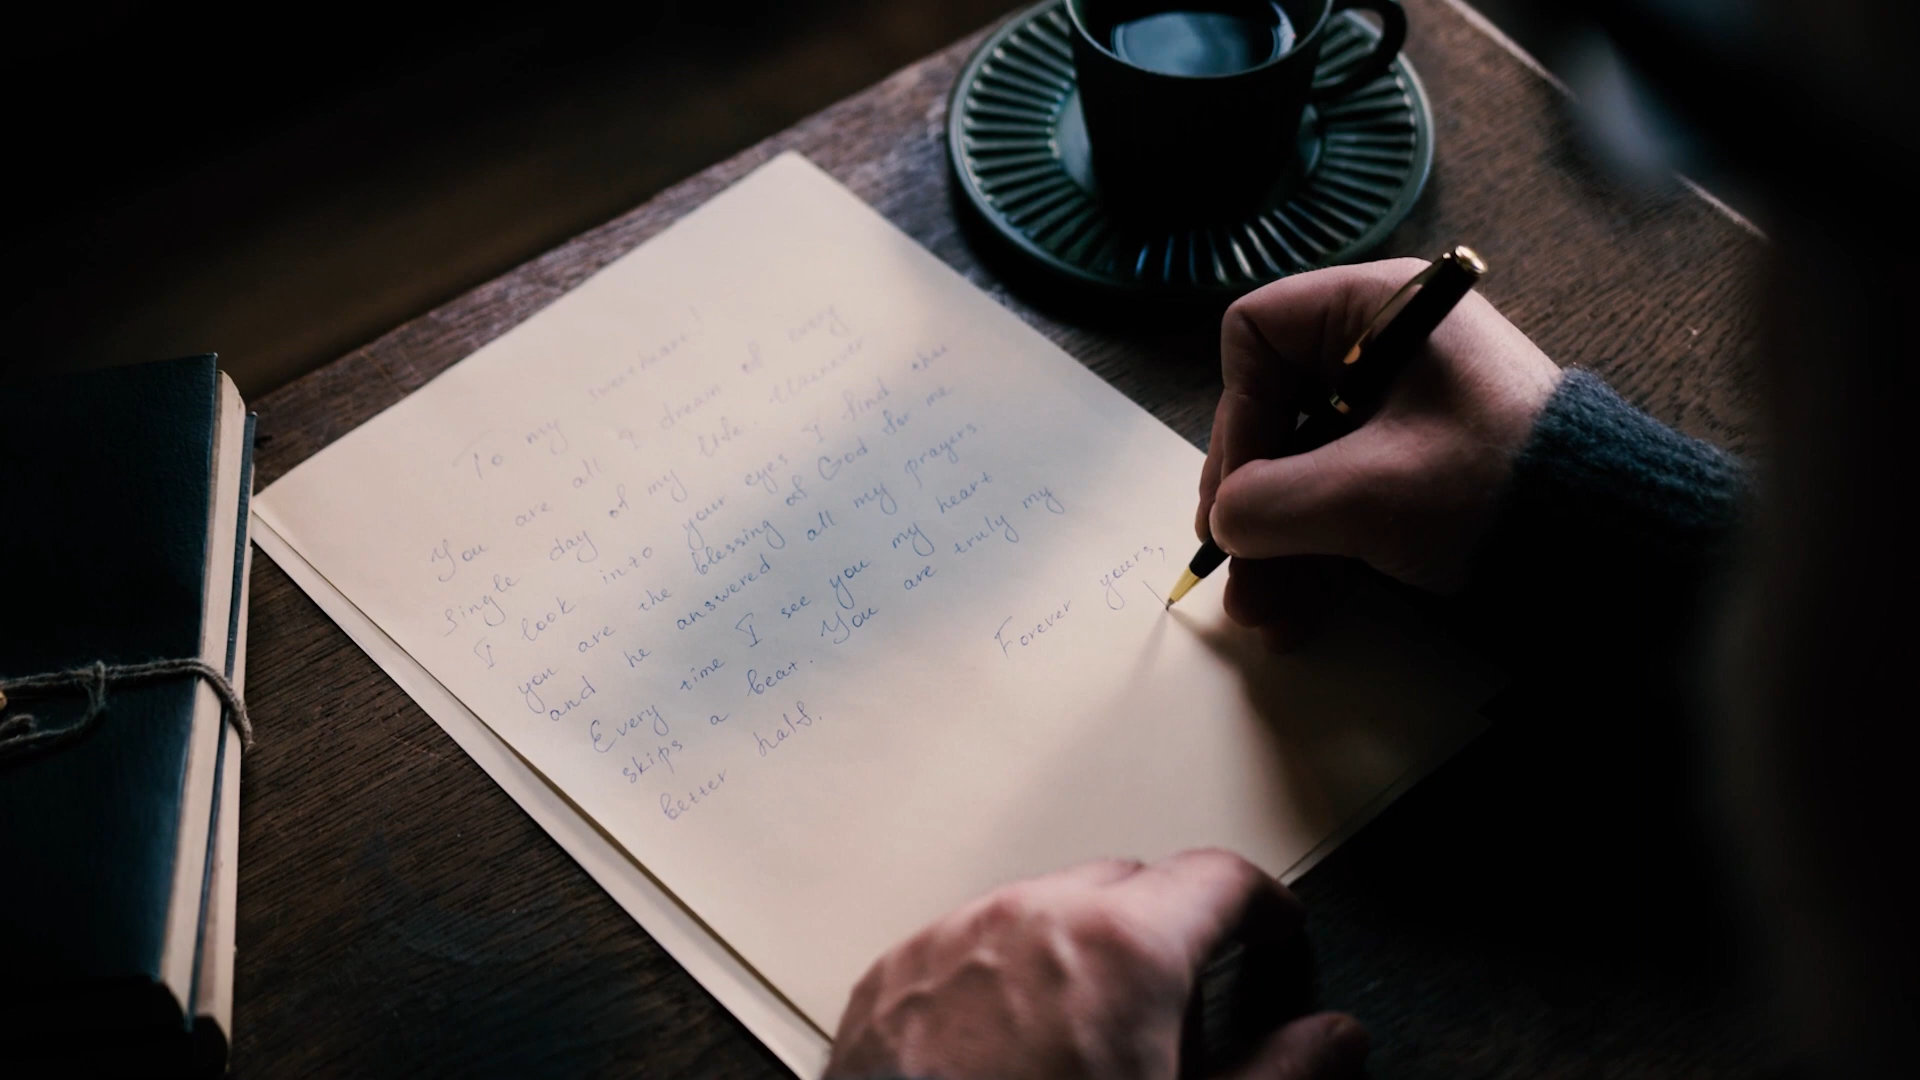 To my sweetheart!
You are all I dream of every
single day of my life. Whenever
I look into your eyes I find that
you are the blessing of God for me
and he answered all my prayers.
Every time I see you my heart
skips a beat. You are truly my
better half.
Forever yours,